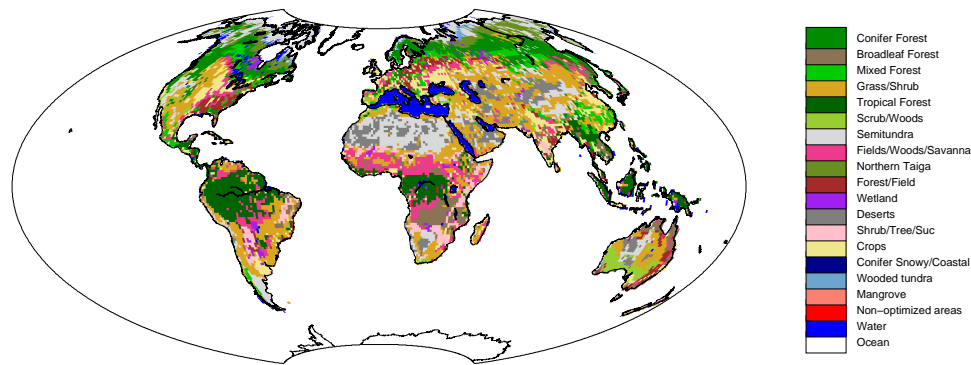 Conifer Forest
Broadleaf Forest
Mixed Forest
Grass/Shrub
Tropical Forest
Scrub/Woods
Semitundra
Fields/Woods/Savanna
Northern Taiga
Forest/Field
Wetland
Deserts
Shrub/Tree/Suc
Crops
Conifer Snowy/Coastal
Wooded tundra
Mangrove
Non−optimized areas
Water
Ocean